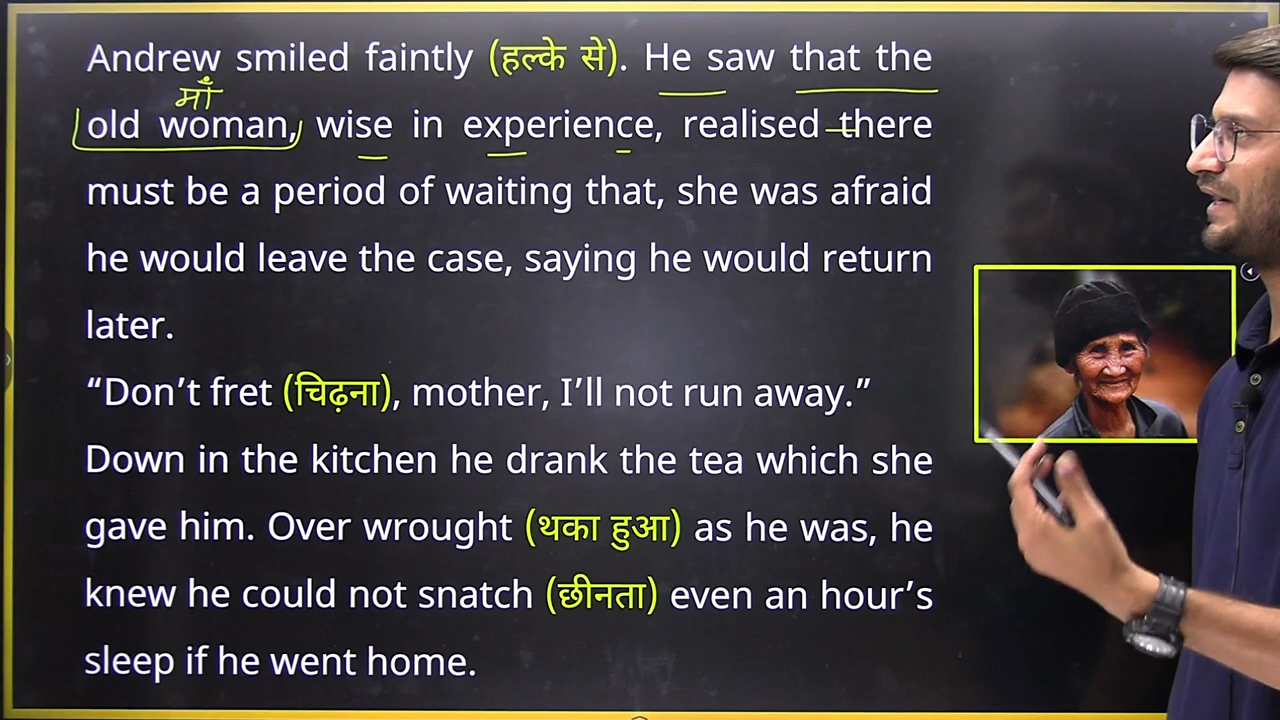 Andrew smiled faintly (हल्के से). He saw that the
माँ
old woman, wise in experience, realised there
must be a period of waiting that, she was afraid
he would leave the case, saying he would return
later.
“Don’t fret (चिढ़ना), mother, I’ll not run away.”
Down in the kitchen he drank the tea which she
gave him. Over wrought (थका हुआ) as he was, he
knew he could not snatch (छीनता) even an hour’s
sleep if he went home.